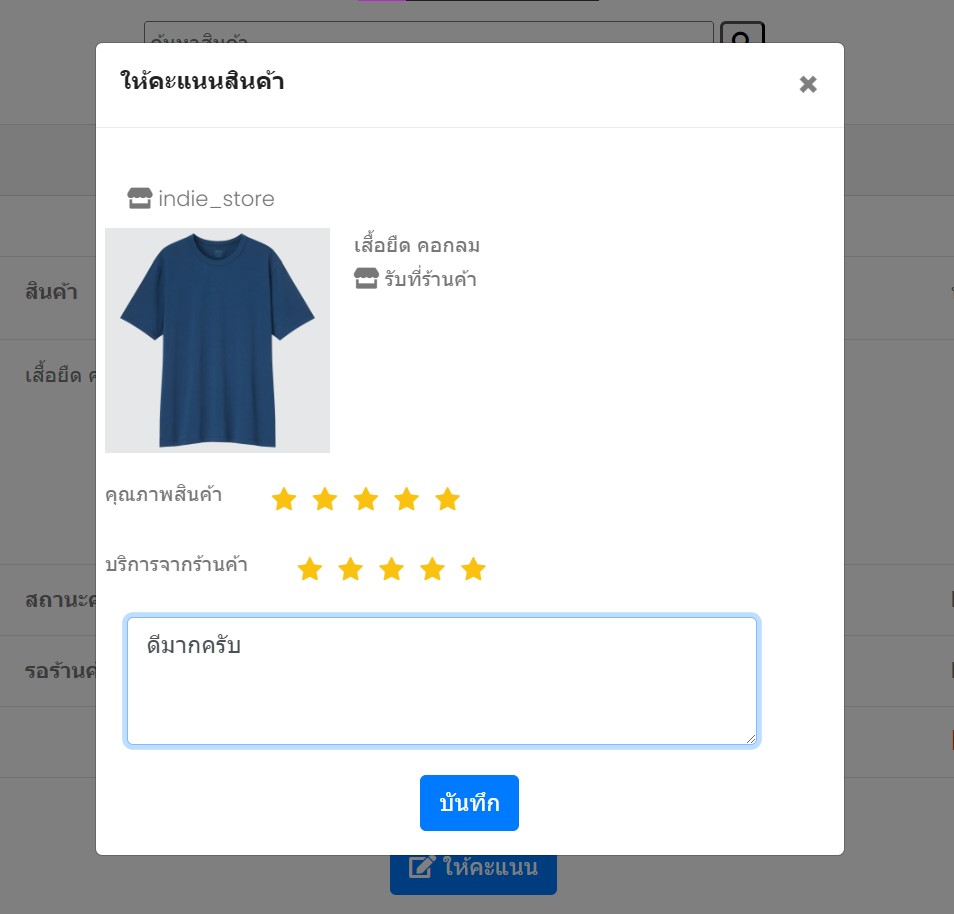 ค้นหาสินค้า
ให้คะแนนสินค้า
indie_store
เสื้อยืด คอกลม
รับที่ร้านค้า
สินค้า
เสื้อยืด
คุณภาพสินค้า
บริการจากร้านค้า
สถานะ
ดีมากครับ
รอร้าน
บันทึก
ให้คะแนน